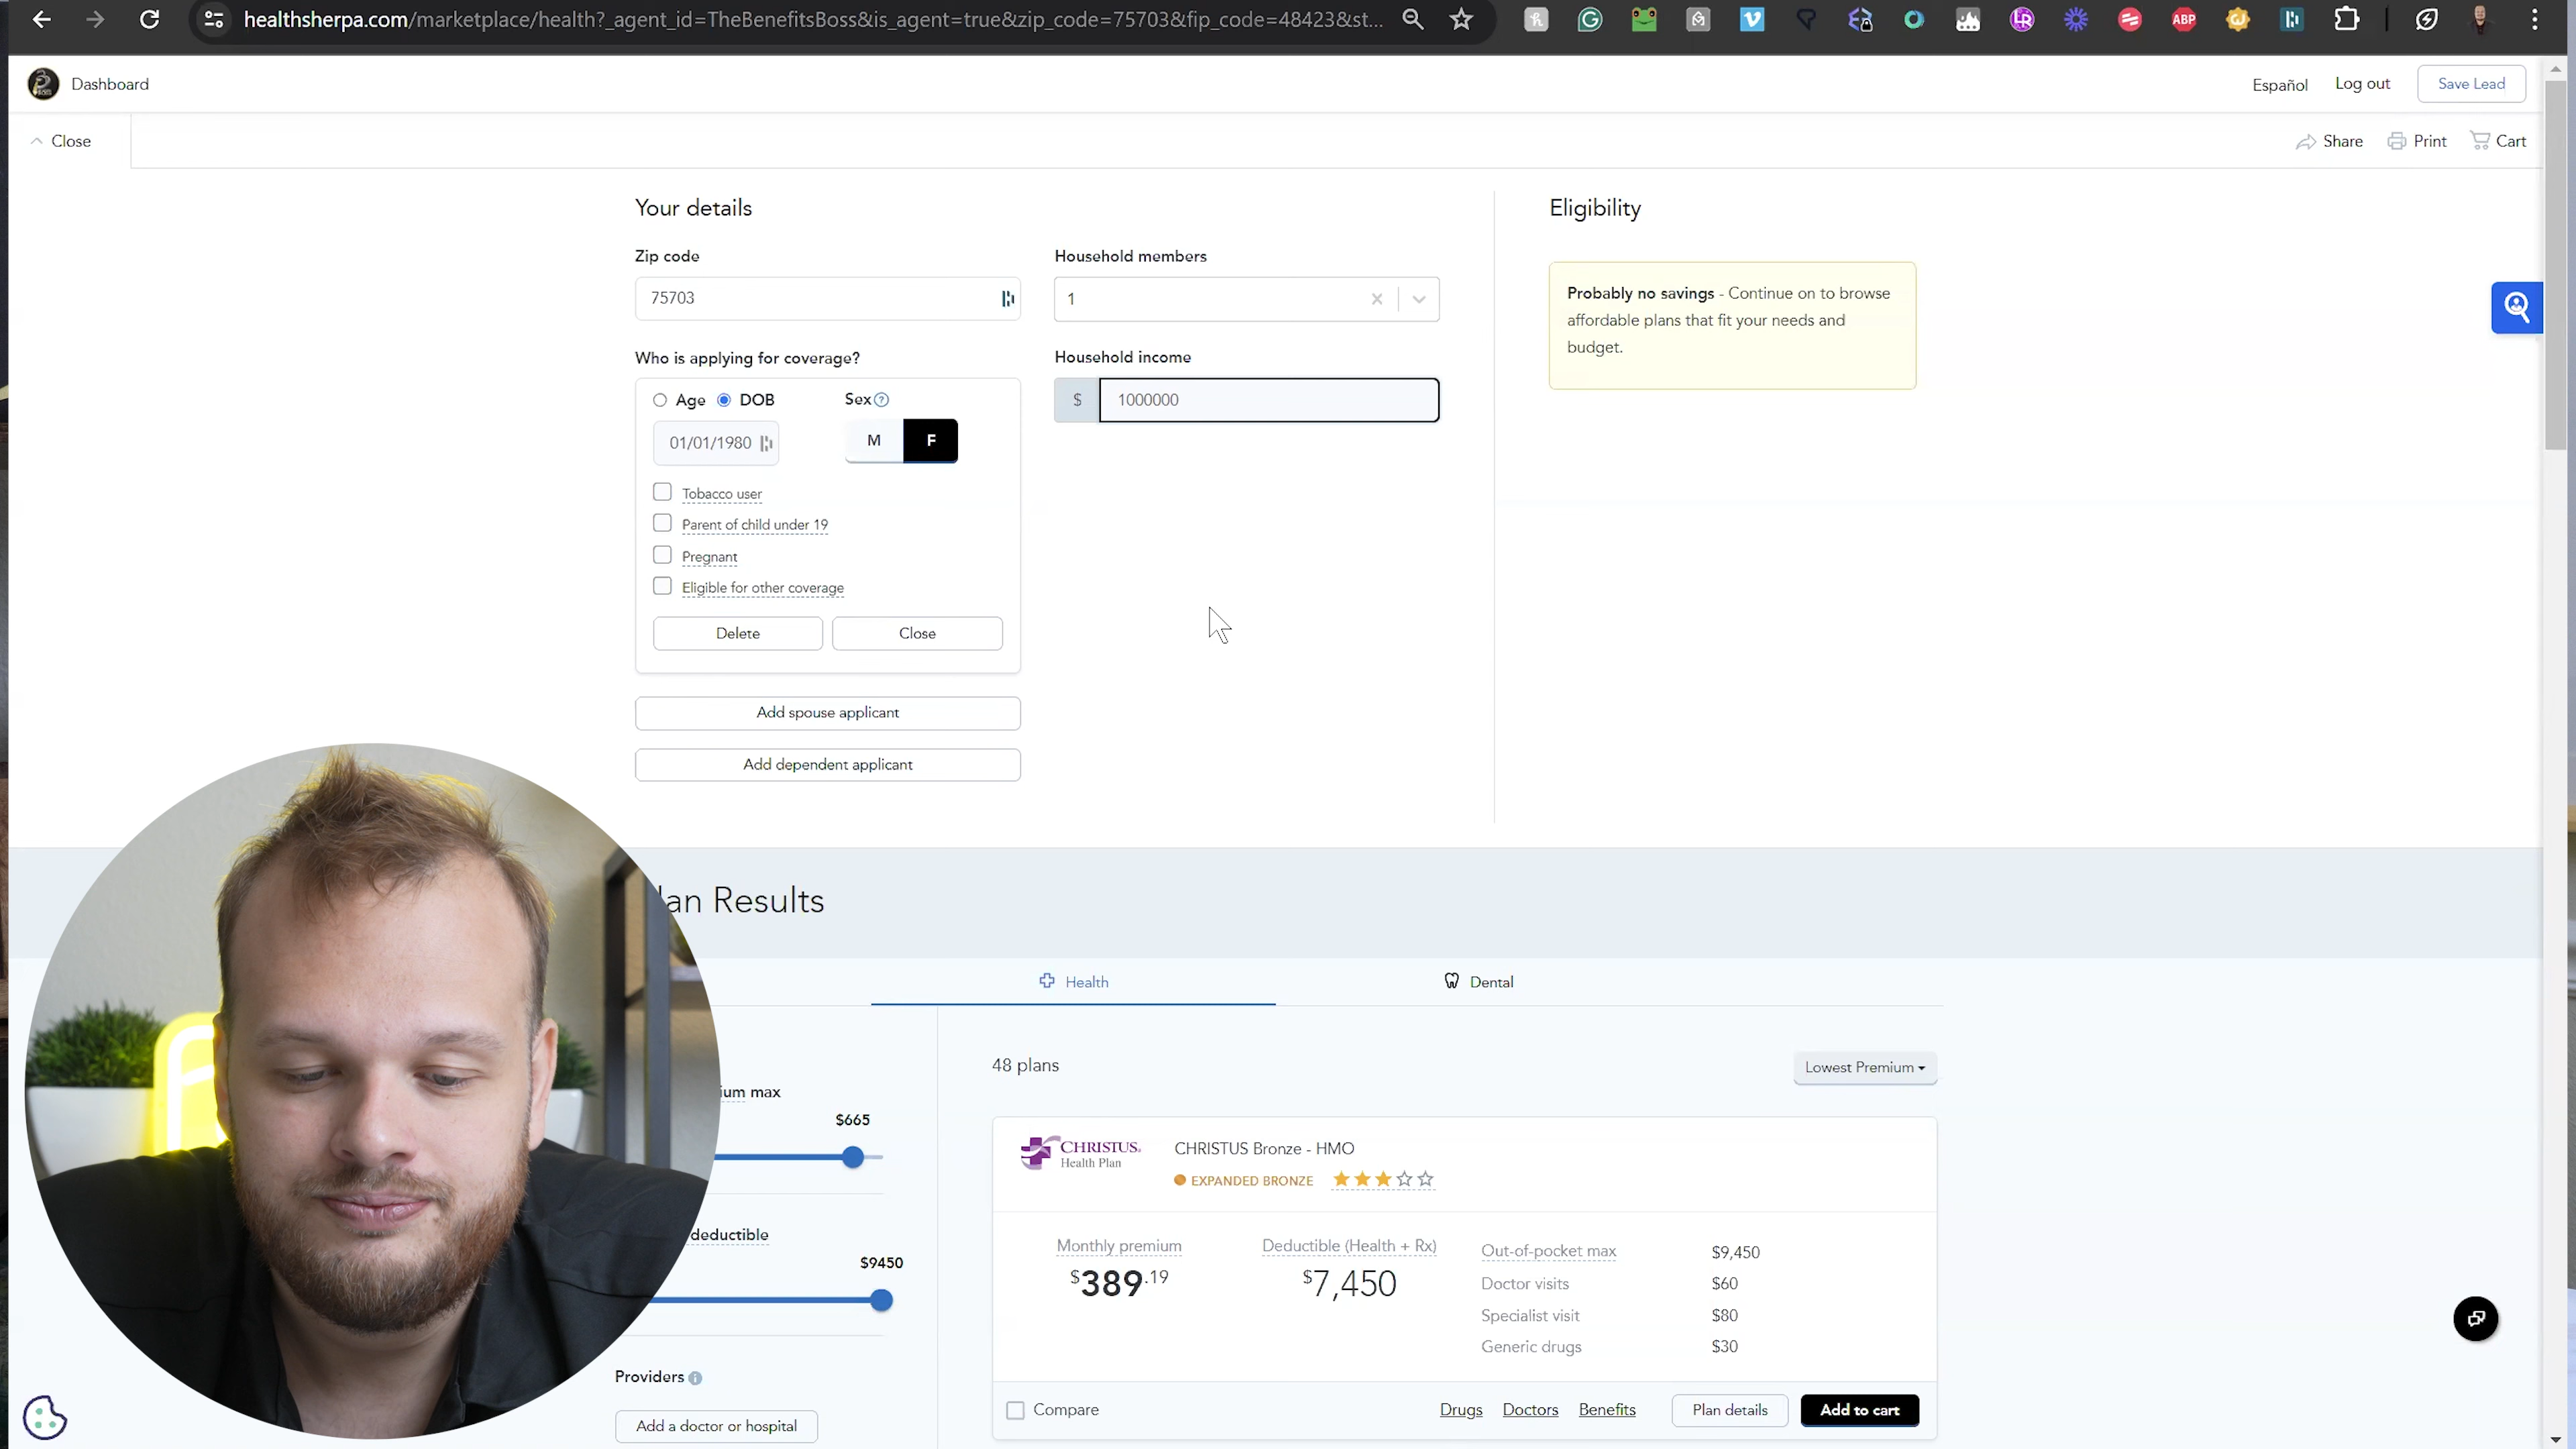 healthsherpa.com/marketplace/health?_agent_id=TheBenefitsBoss&is_agent=true&zip_code=75703&fip_code=48423&st...
ABP
Dashboard
Español
Log out
Save Lead
Close
Share
Print
Cart
Your details
Eligibility
Zip code
Household members
75703
1
Probably no savings - Continue on to browse
affordable plans that fit your needs and
budget.
Who is applying for coverage?
Household income
Age
DOB
Sex
$
1000000
01/01/1980
M
F
Tobacco user
Parent of child under 19
Pregnant
Eligible for other coverage
Delete
Close
Add spouse applicant
Add dependent applicant
an Results
Health
Dental
48 plans
Lowest Premium
max
$665
CHRISTUS
Health Plan
CHRISTUS Bronze - HMO
EXPANDED BRONZE
deductible
$9450
Monthly premium
$389.19
Deductible (Health + Rx)
$7,450
Out-of-pocket max
$9,450
Doctor visits
$60
Specialist visit
$80
Generic drugs
$30
Providers
Add a doctor or hospital
Compare
Drugs
Doctors
Benefits
Plan details
Add to cart